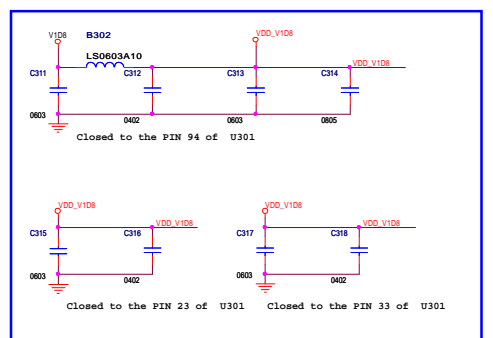 V1D8 B302 VDD_V1D8
LS0603A10 VDD_V1D8
C311 C312 C313 C314
0603 0402 0603 0805
Closed to the PIN 94 of U301
VDD_V1D8 VDD_V1D8
VDD_V1D8 VDD_V1D8
C315 C316 C317 C318
0603 0402 0603 0402
Closed to the PIN 23 of U301 Closed to the PIN 33 of U301